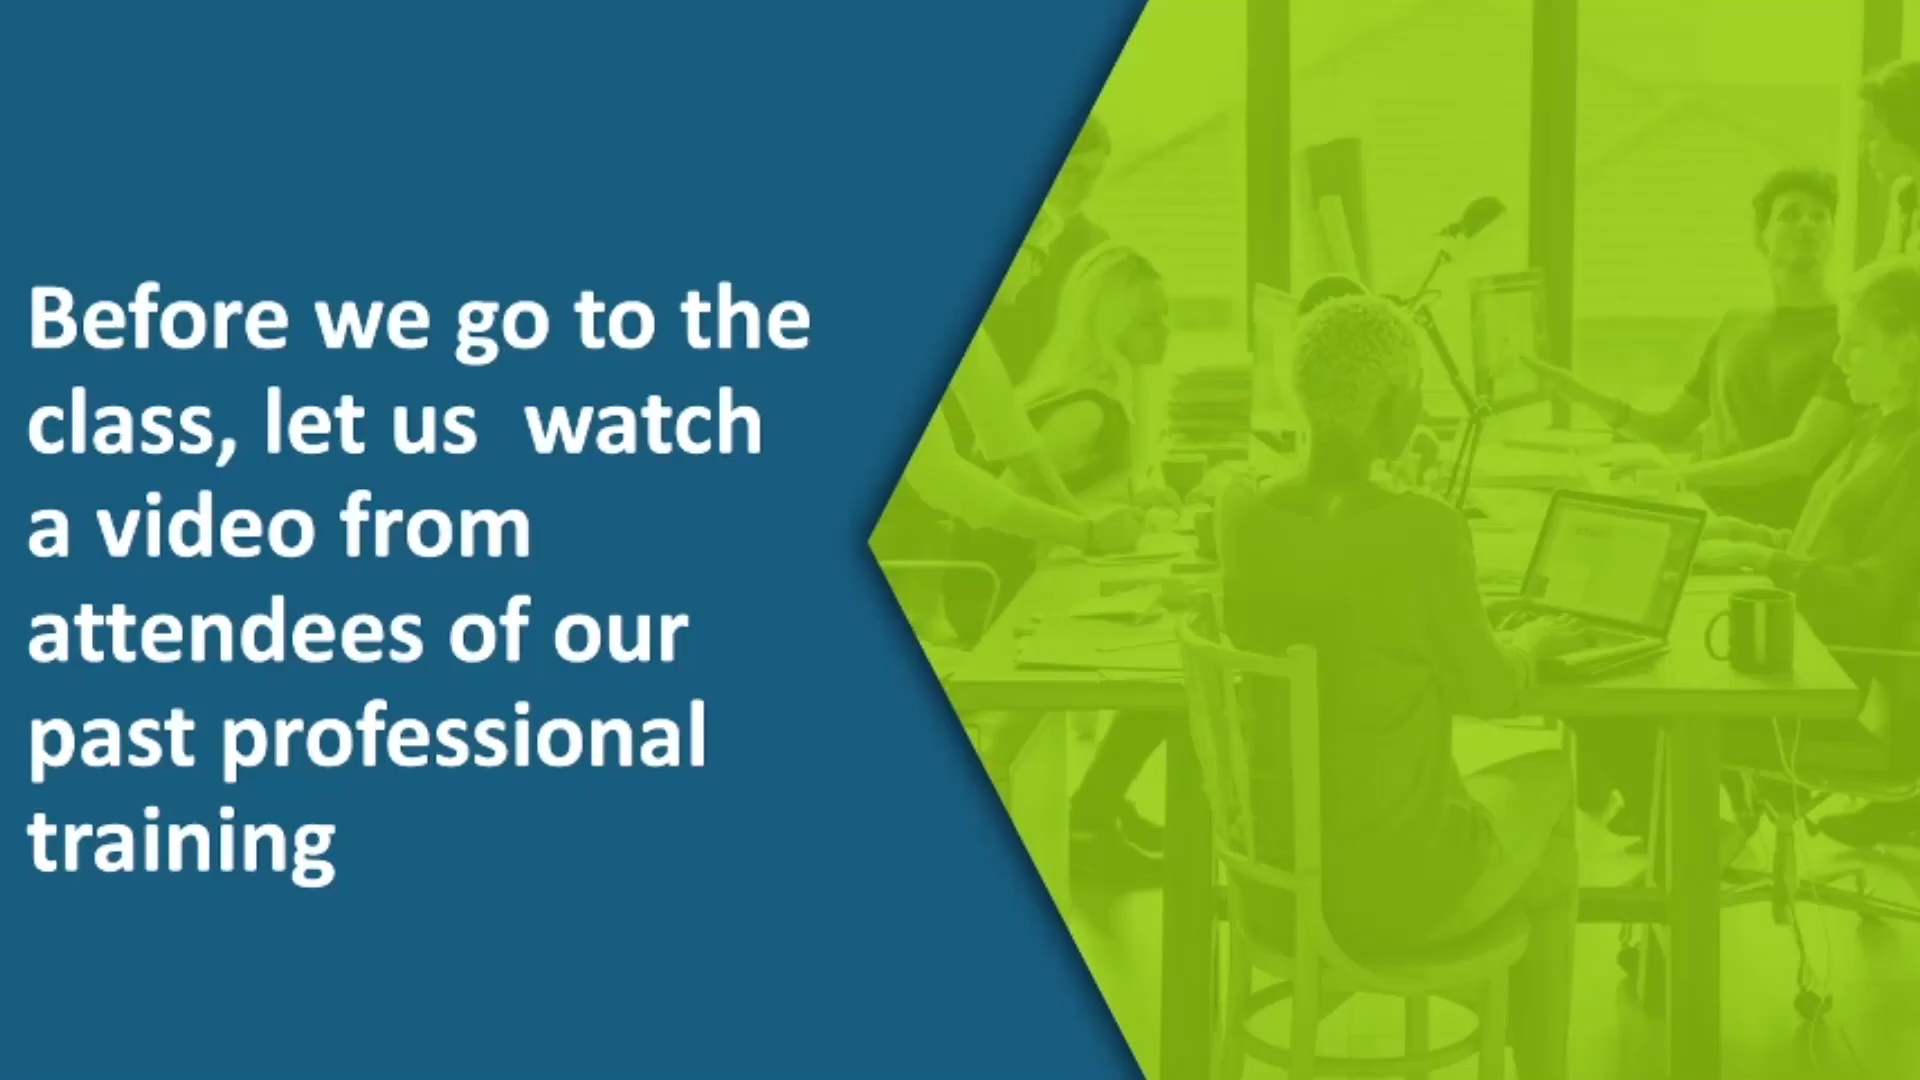 Before we go to the
class, let us  watch
a video from
attendees of our
past professional
training